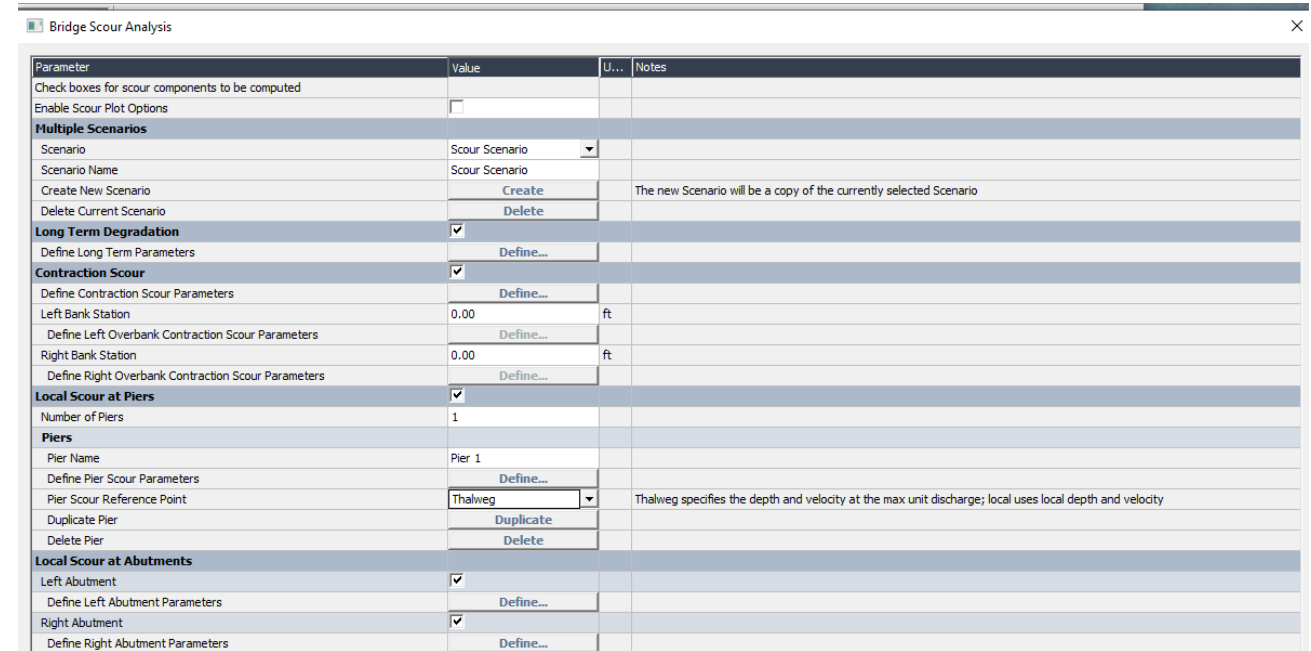 Bridge Scour Analysis
Parameter Value U... Notes
Check boxes for scour components to be computed
Enable Scour Plot Options
Multiple Scenarios
Scenario Scour Scenario
Scenario Name Scour Scenario
Create New Scenario Create The new Scenario will be a copy of the currently selected Scenario
Delete Current Scenario Delete
Long Term Degradation
Define Long Term Parameters Define...
Contraction Scour
Define Contraction Scour Parameters Define...
Left Bank Station 0.00 ft
Define Left Overbank Contraction Scour Parameters Define...
Right Bank Station 0.00 ft
Define Right Overbank Contraction Scour Parameters Define...
Local Scour at Piers
Number of Piers 1
Piers
Pier Name Pier 1
Define Pier Scour Parameters Define...
Pier Scour Reference Point Thalweg Thalweg specifies the depth and velocity at the max unit discharge; local uses local depth and velocity
Duplicate Pier Duplicate
Delete Pier Delete
Local Scour at Abutments
Left Abutment
Define Left Abutment Parameters Define...
Right Abutment
Define Right Abutment Parameters Define...